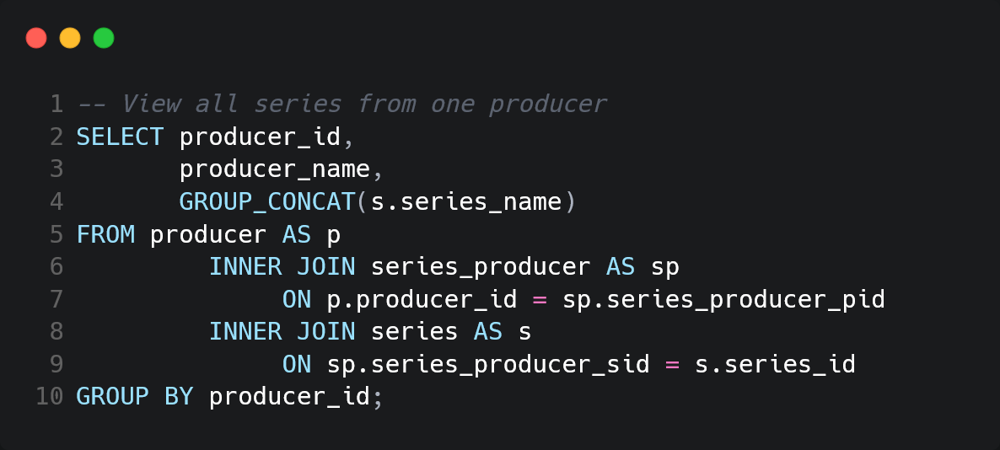 1 -- View all series from one producer
2 SELECT producer_id,
3        producer_name,
4        GROUP_CONCAT(s.series_name)
5 FROM producer AS p
6          INNER JOIN series_producer AS sp
7               ON p.producer_id = sp.series_producer_pid
8          INNER JOIN series AS s
9               ON sp.series_producer_sid = s.series_id
10 GROUP BY producer_id;